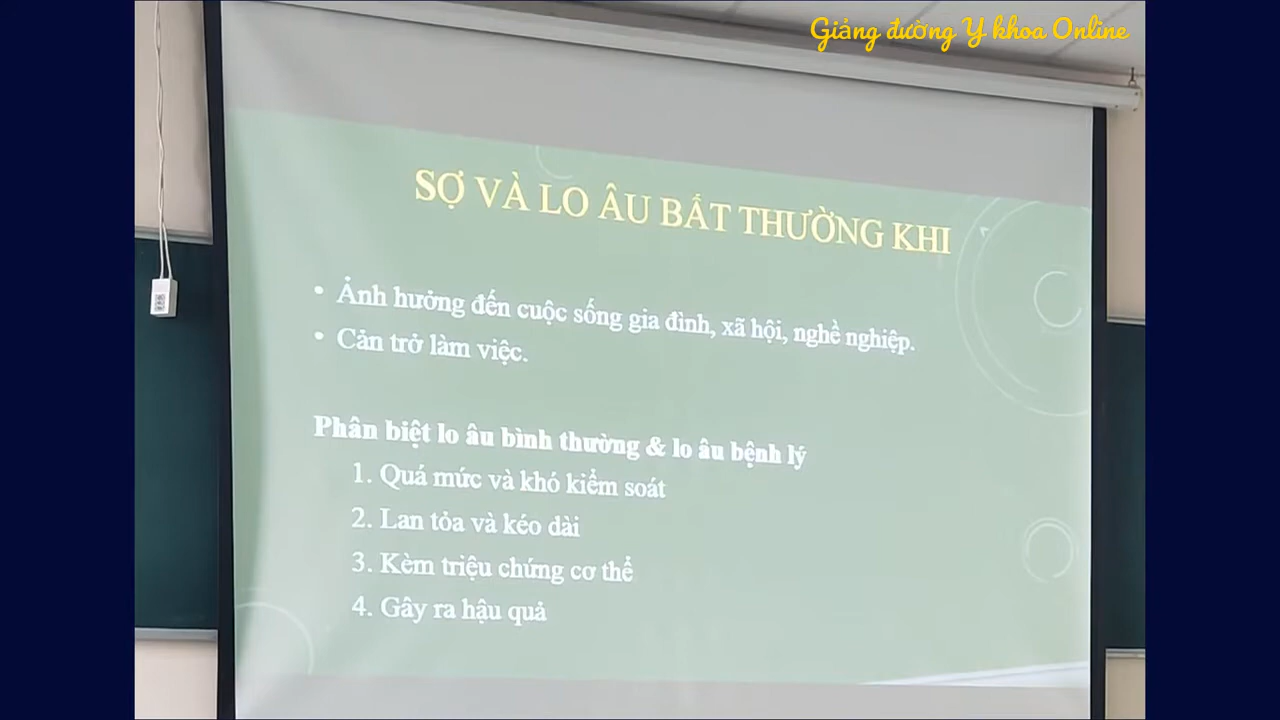 Giảng đường Y khoa Online
SỢ VÀ LO ÂU BẤT THƯỜNG KHI
• Ảnh hưởng đến cuộc sống gia đình, xã hội, nghề nghiệp.
• Cản trở làm việc.
Phân biệt lo âu bình thường & lo âu bệnh lý
1. Quá mức và khó kiểm soát
2. Lan tỏa và kéo dài
3. Kèm triệu chứng cơ thể
4. Gây ra hậu quả